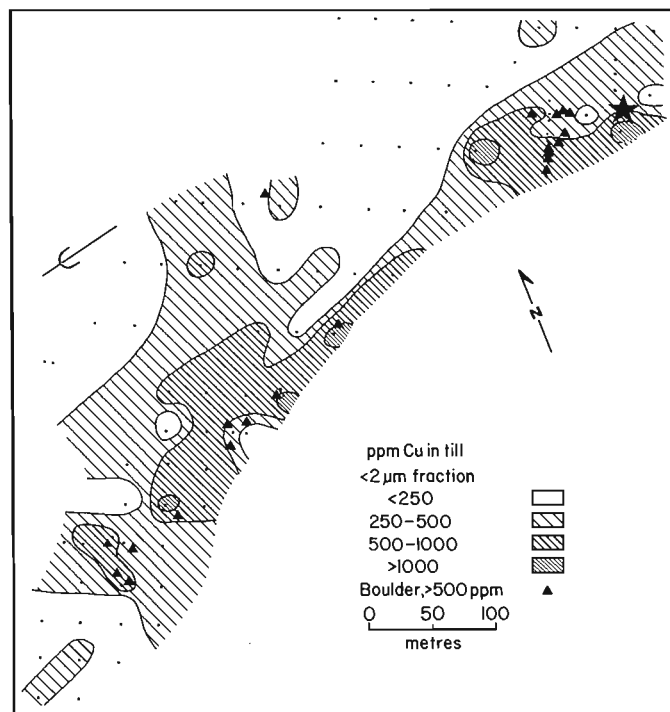 N
ppm Cu in till
<2 µm fraction
<250
250-500
500-1000
>1000
Boulder, >500 ppm
0 50 100
metres